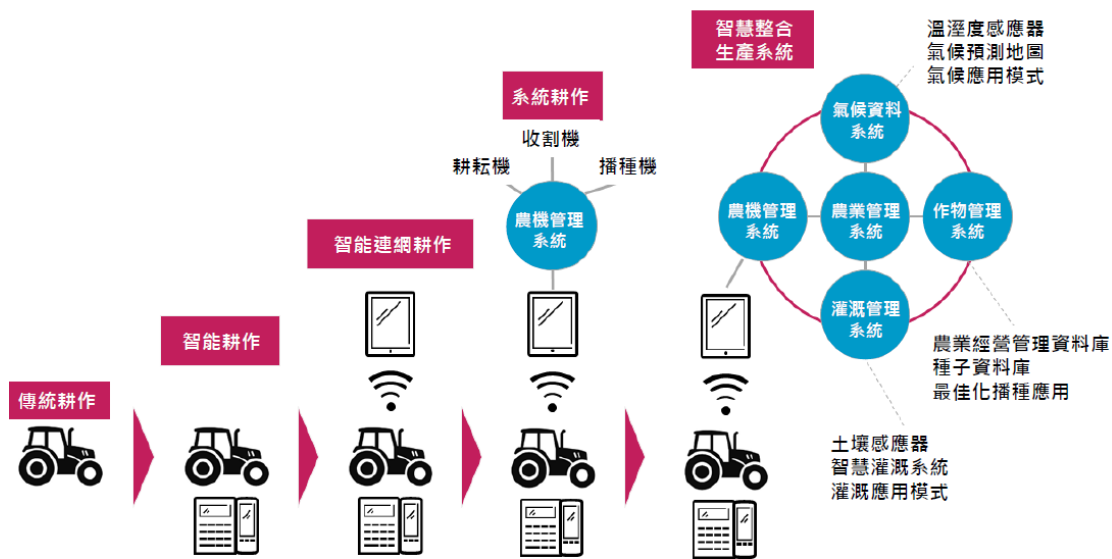 傳統耕作
智能耕作
智能連網耕作
系統耕作
收割機
耕耘機
播種機
農機管理
系統
智慧整合
生產系統
溫溼度感應器
氣候預測地圖
氣候應用模式
氣候資料
系統
農機管理
系統
農業管理
系統
作物管理
系統
灌溉管理
系統
農業經營管理資料庫
種子資料庫
最佳化播種應用
土壤感應器
智慧灌溉系統
灌溉應用模式